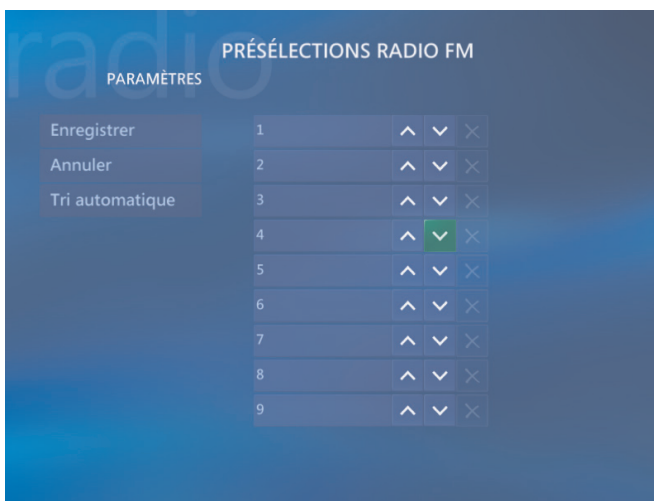 radio
PRÉSÉLECTIONS RADIO FM
PARAMÈTRES
Enregistrer
Annuler
Tri automatique
1
2
3
4
5
6
7
8
9